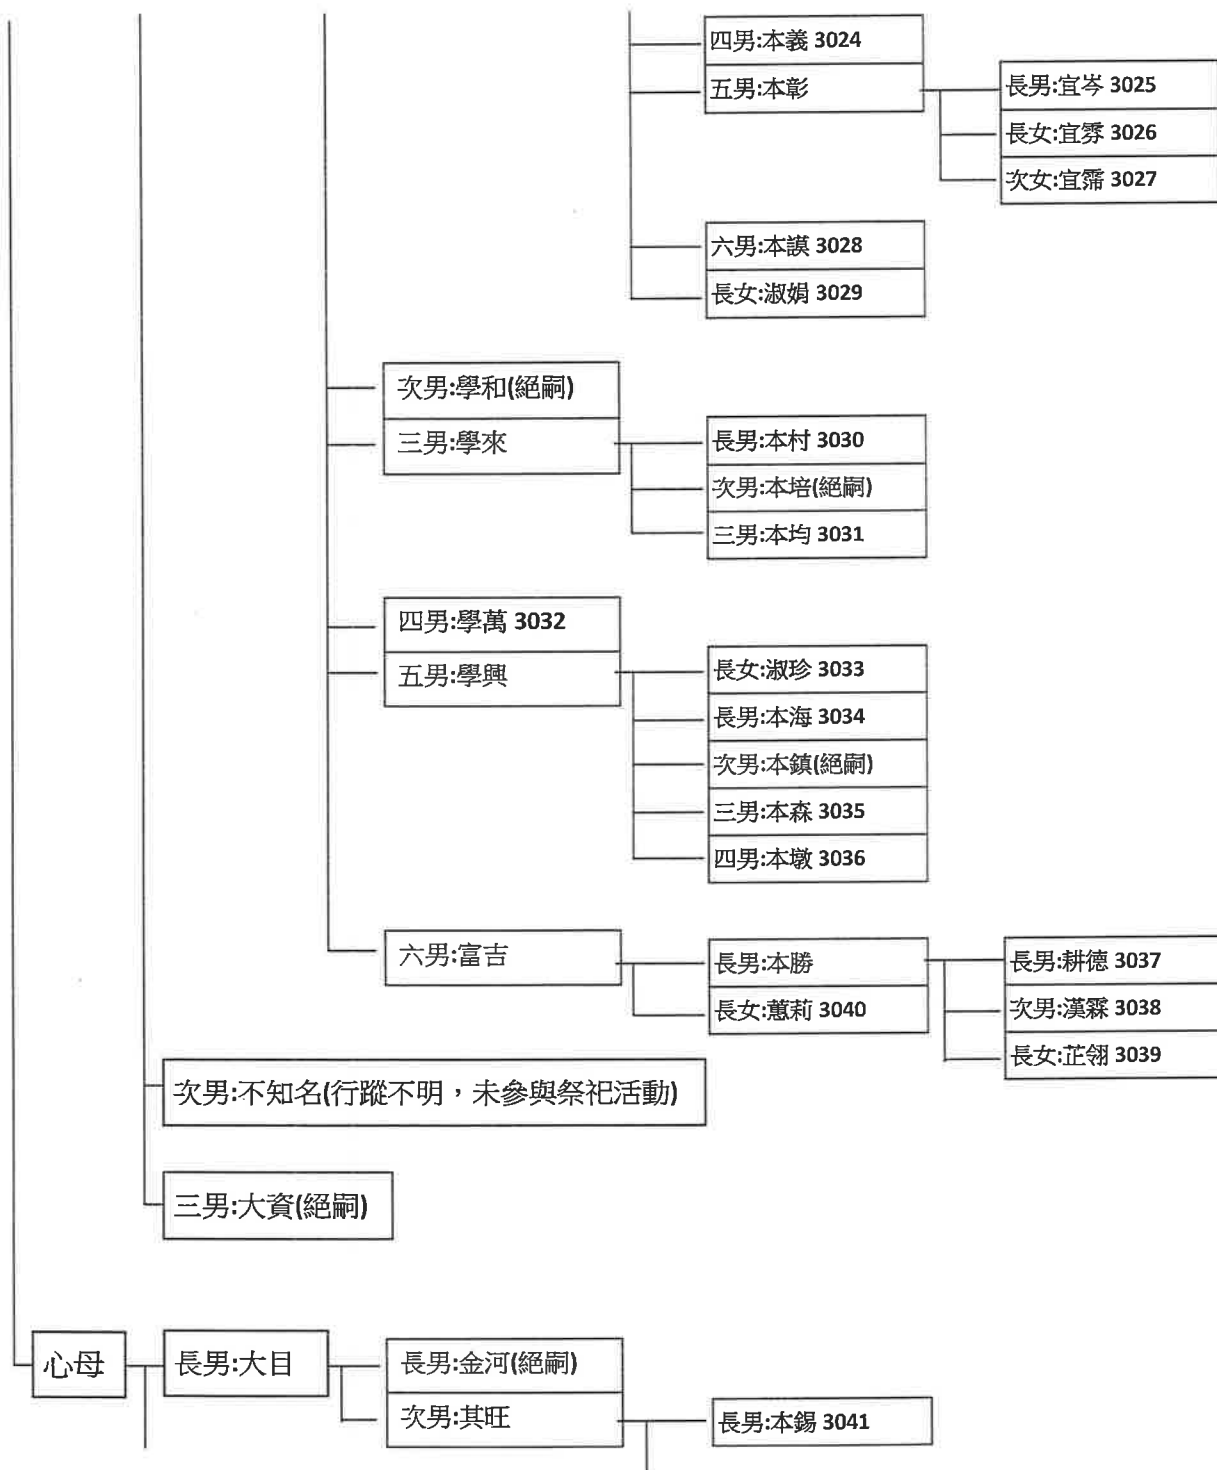 四男:本義 3024
五男:本彰
長男:宜岑 3025
長女:宜雰 3026
次女:宜霈 3027
六男:本謨 3028
長女:淑娟 3029
次男:學和(絕嗣)
三男:學來
長男:本村 3030
次男:本培(絕嗣)
三男:本均 3031
四男:學萬 3032
五男:學興
長女:淑珍 3033
長男:本海 3034
次男:本鎮(絕嗣)
三男:本森 3035
四男:本墩 3036
六男:富吉
長男:本勝
長女:蕙莉 3040
長男:耕德 3037
次男:漢霖 3038
長女:芷翎 3039
次男:不知名(行蹤不明，未參與祭祀活動)
三男:大資(絕嗣)
心母
長男:大目
長男:金河(絕嗣)
次男:其旺
長男:本錫 3041